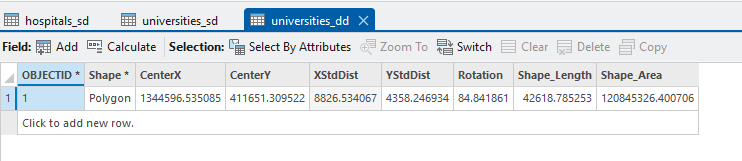 hospitals_sd universities_sd universities_dd
Field: Add Calculate Selection: Select By Attributes Zoom To Switch Clear Delete Copy
OBJECTID * Shape * CenterX CenterY XStdDist YStdDist Rotation Shape_Length Shape_Area
1 1 Polygon 1344596.535085 411651.309522 8826.534067 4358.246934 84.841861 42618.785253 120845326.400706
Click to add new row.